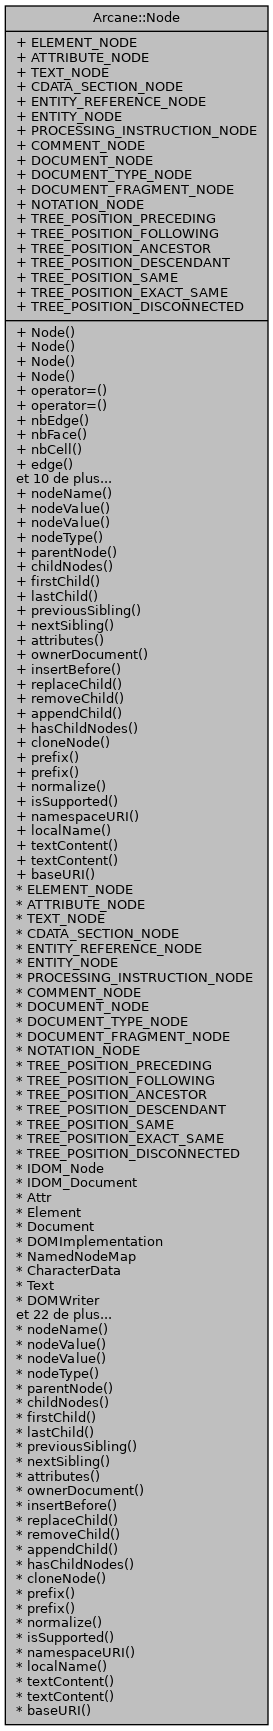 Arcane::Node
+ ELEMENT_NODE
+ ATTRIBUTE_NODE
+ TEXT_NODE
+ CDATA_SECTION_NODE
+ ENTITY_REFERENCE_NODE
+ ENTITY_NODE
+ PROCESSING_INSTRUCTION_NODE
+ COMMENT_NODE
+ DOCUMENT_NODE
+ DOCUMENT_TYPE_NODE
+ DOCUMENT_FRAGMENT_NODE
+ NOTATION_NODE
+ TREE_POSITION_PRECEDING
+ TREE_POSITION_FOLLOWING
+ TREE_POSITION_ANCESTOR
+ TREE_POSITION_DESCENDANT
+ TREE_POSITION_SAME
+ TREE_POSITION_EXACT_SAME
+ TREE_POSITION_DISCONNECTED
+ Node()
+ Node()
+ Node()
+ Node()
+ operator=()
+ operator=()
+ nbEdge()
+ nbFace()
+ nbCell()
+ edge()
et 10 de plus...
+ nodeName()
+ nodeValue()
+ nodeValue()
+ nodeType()
+ parentNode()
+ childNodes()
+ firstChild()
+ lastChild()
+ previousSibling()
+ nextSibling()
+ attributes()
+ ownerDocument()
+ insertBefore()
+ replaceChild()
+ removeChild()
+ appendChild()
+ hasChildNodes()
+ cloneNode()
+ prefix()
+ prefix()
+ normalize()
+ isSupported()
+ namespaceURI()
+ localName()
+ textContent()
+ textContent()
+ baseURI()
* ELEMENT_NODE
* ATTRIBUTE_NODE
* TEXT_NODE
* CDATA_SECTION_NODE
* ENTITY_REFERENCE_NODE
* ENTITY_NODE
* PROCESSING_INSTRUCTION_NODE
* COMMENT_NODE
* DOCUMENT_NODE
* DOCUMENT_TYPE_NODE
* DOCUMENT_FRAGMENT_NODE
* NOTATION_NODE
* TREE_POSITION_PRECEDING
* TREE_POSITION_FOLLOWING
* TREE_POSITION_ANCESTOR
* TREE_POSITION_DESCENDANT
* TREE_POSITION_SAME
* TREE_POSITION_EXACT_SAME
* TREE_POSITION_DISCONNECTED
* IDOM_Node
* IDOM_Document
* Attr
* Element
* Document
* DOMImplementation
* NamedNodeMap
* CharacterData
* Text
* DOMWriter
et 22 de plus...
* nodeName()
* nodeValue()
* nodeValue()
* nodeType()
* parentNode()
* childNodes()
* firstChild()
* lastChild()
* previousSibling()
* nextSibling()
* attributes()
* ownerDocument()
* insertBefore()
* replaceChild()
* removeChild()
* appendChild()
* hasChildNodes()
* cloneNode()
* prefix()
* prefix()
* normalize()
* isSupported()
* namespaceURI()
* localName()
* textContent()
* textContent()
* baseURI()